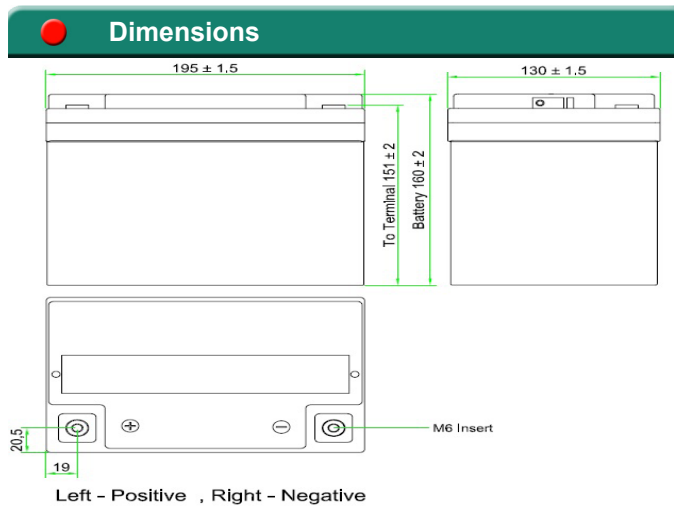 Dimensions
195 ± 1,5
130 ± 1,5
To Terminal 151 ± 2
Battery 160 ± 2
+
−
20,5
19
M6 Insert
Left - Positive , Right - Negative